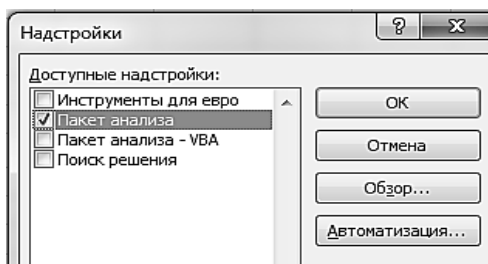 Надстройки
Доступные надстройки:
Инструменты для евро
Пакет анализа
Пакет анализа - VBA
Поиск решения
ОК
Отмена
Обзор...
Автоматизация...